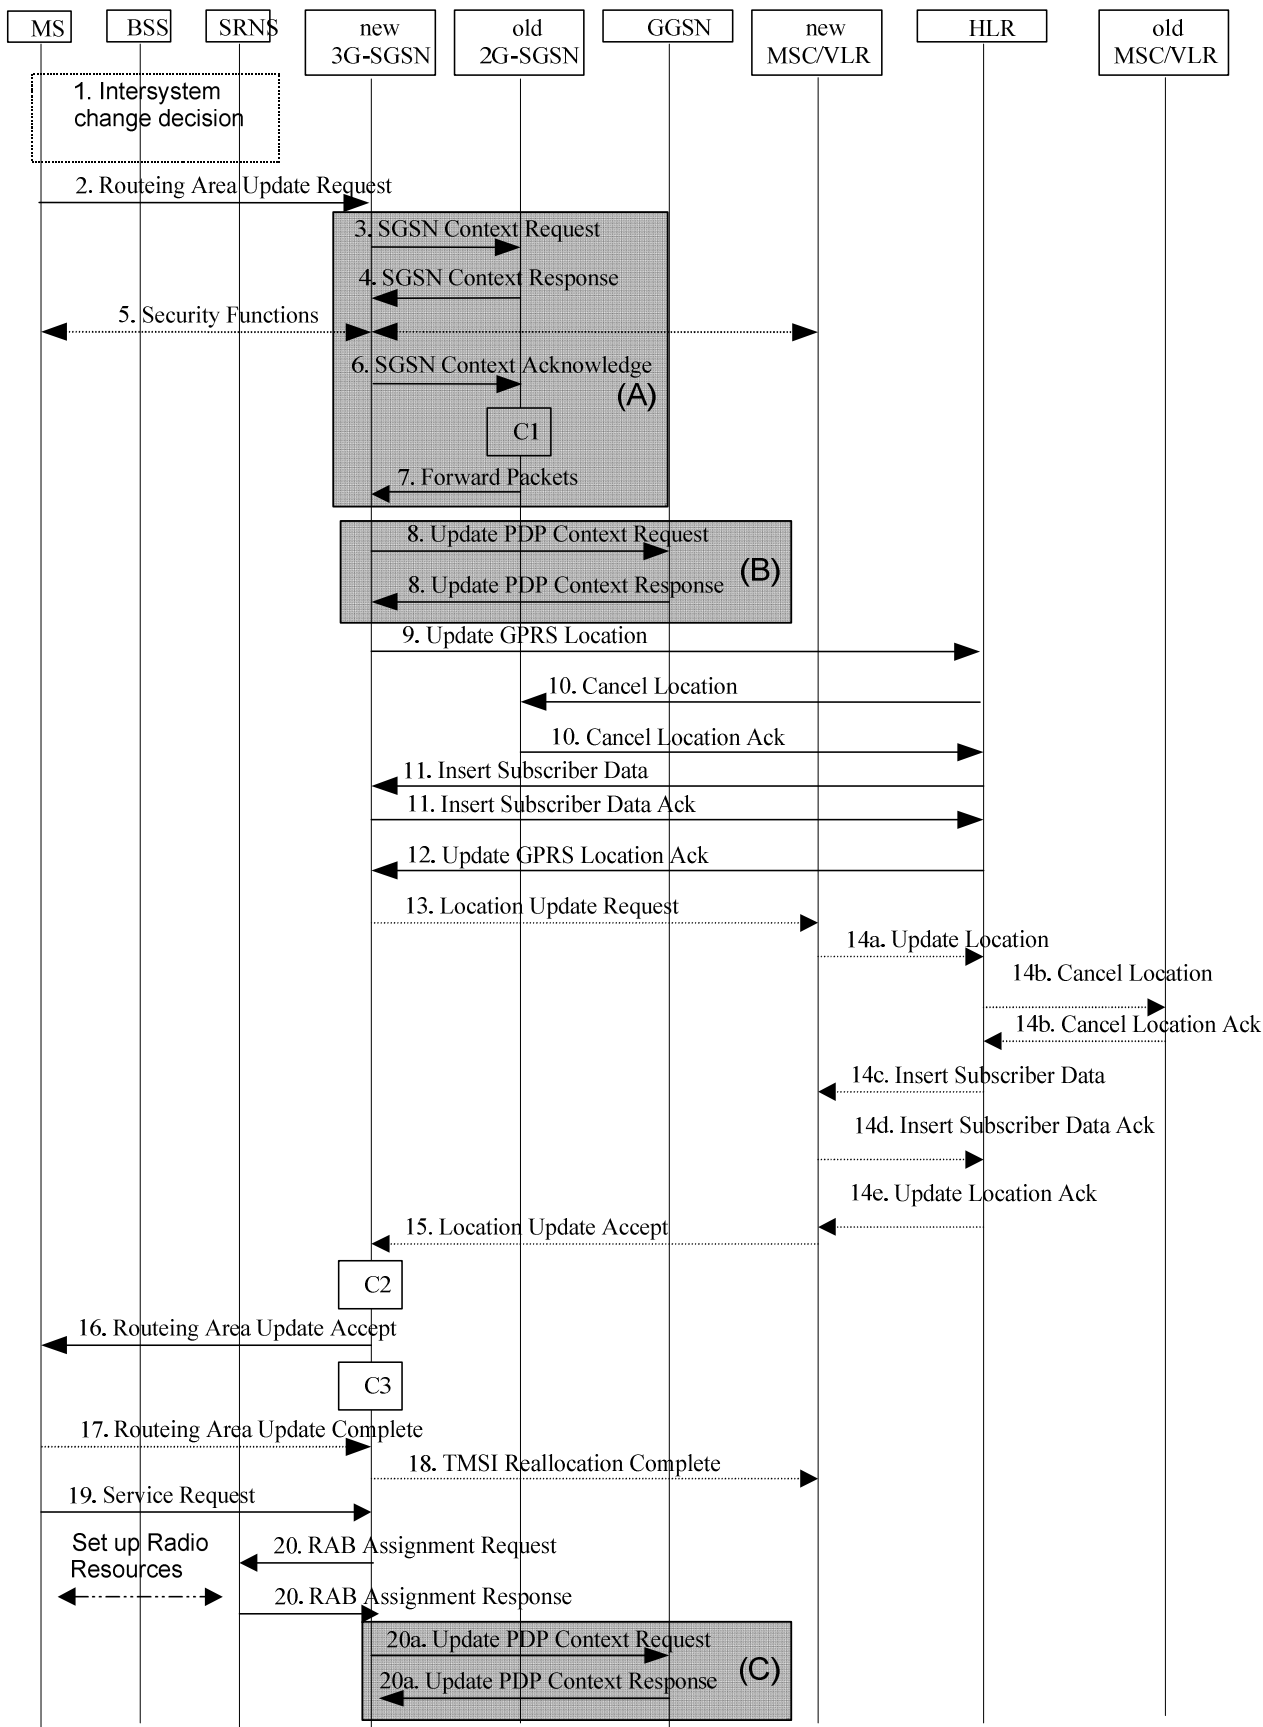 MS
BSS
SRNS
new
3G-SGSN
old
2G-SGSN
GGSN
new
MSC/VLR
HLR
old
MSC/VLR
1. Intersystem
change decision
2. Routeing Area Update Request
3. SGSN Context Request
4. SGSN Context Response
5. Security Functions
6. SGSN Context Acknowledge
(A)
C1
7. Forward Packets
8. Update PDP Context Request
(B)
8. Update PDP Context Response
9. Update GPRS Location
10. Cancel Location
10. Cancel Location Ack
11. Insert Subscriber Data
11. Insert Subscriber Data Ack
12. Update GPRS Location Ack
13. Location Update Request
14a. Update Location
14b. Cancel Location
14b. Cancel Location Ack
14c. Insert Subscriber Data
14d. Insert Subscriber Data Ack
14e. Update Location Ack
15. Location Update Accept
C2
16. Routeing Area Update Accept
C3
17. Routeing Area Update Complete
18. TMSI Reallocation Complete
19. Service Request
Set up Radio
Resources
20. RAB Assignment Request
20. RAB Assignment Response
20a. Update PDP Context Request
(C)
20a. Update PDP Context Response